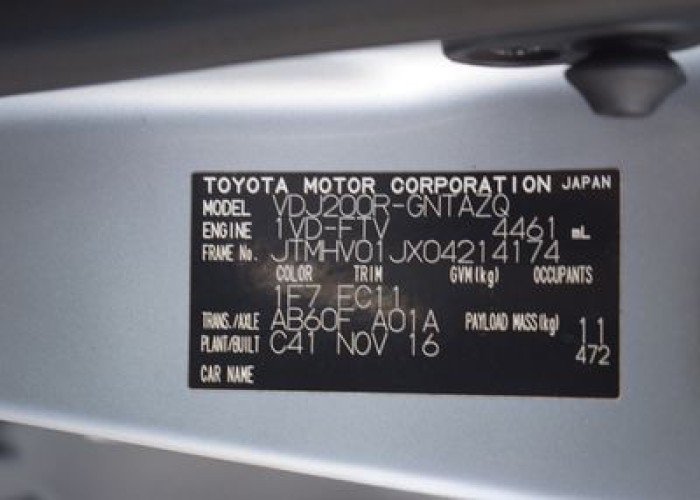 TOYOTA MOTOR CORPORATION JAPAN
MODEL VDJ200R-GNTAZQ
ENGINE 1VD-FTV 4461 mL
FRAME No. JTMHV01JX04214174
COLOR TRIM GVM(kg) OCCUPANTS
1F7 EC11
TRANS./AXLE AB60F A01A PAYLOAD MASS(kg) 11
PLANT/BUILT C41 NOV 16 472
CAR NAME